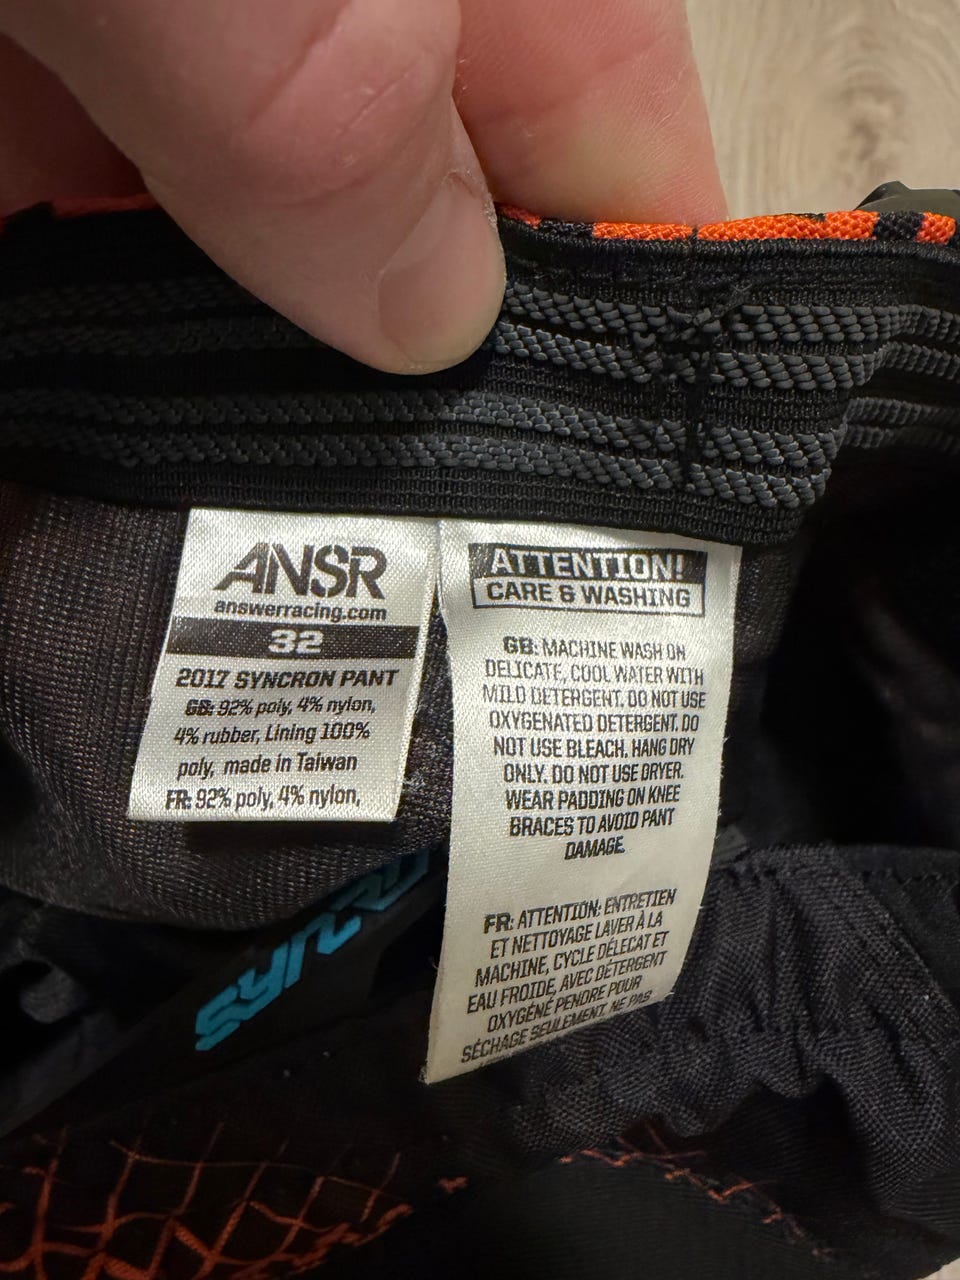 ANSR
answerracing.com
32
2017 SYNCRON PANT
GB: 92% poly, 4% nylon,
4% rubber, Lining 100%
poly, made in Taiwan
FR: 92% poly, 4% nylon,
ATTENTION!
CARE & WASHING
GB: MACHINE WASH ON
DELICATE, COOL WATER WITH
MILD DETERGENT. DO NOT USE
OXYGENATED DETERGENT. DO
NOT USE BLEACH. HANG DRY
ONLY. DO NOT USE DRYER.
WEAR PADDING ON KNEE
BRACES TO AVOID PANT
DAMAGE.
FR: ATTENTION: ENTRETIEN
ET NETTOYAGE LAVER À LA
MACHINE, CYCLE DÉLECAT ET
EAU FROIDE, AVEC DÉTERGENT
OXYGÉNÉ PENDRE POUR
SÉCHAGE SEULEMENT. NE PAS